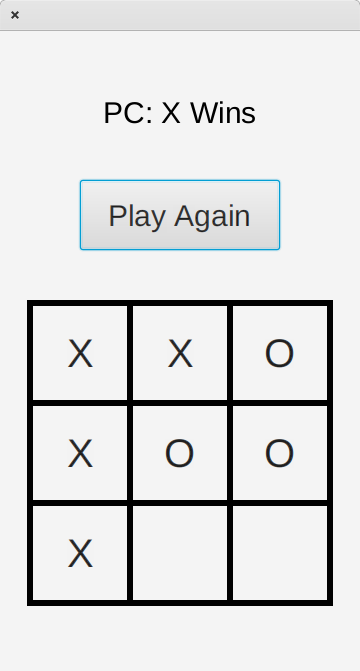 PC: X Wins
Play Again
X X O
X O O
X